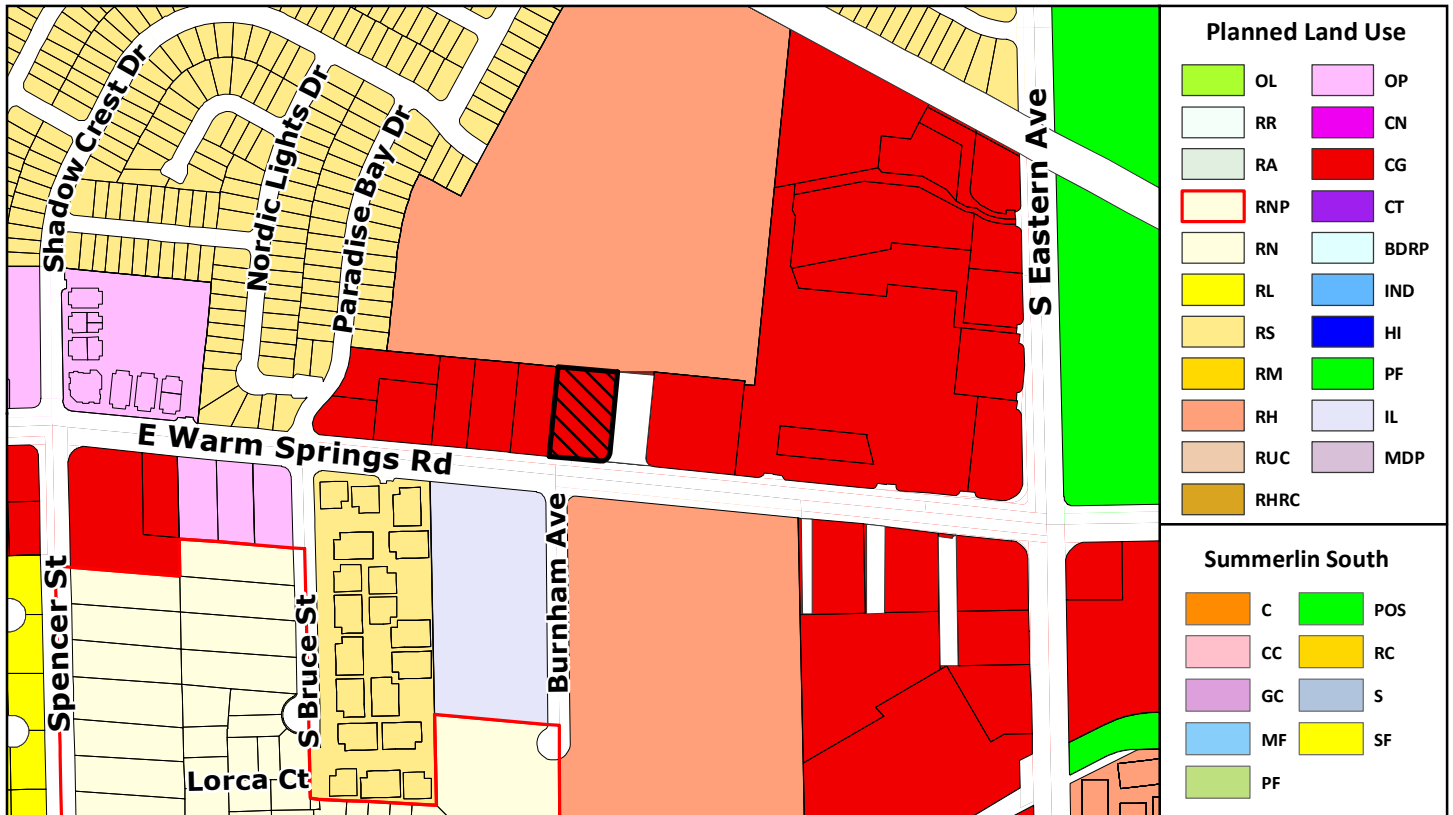 Shadow Crest Dr
Nordic Lights Dr
Paradise Bay Dr
S Eastern Ave
E Warm Springs Rd
Spencer St
S Bruce St
Burnham Ave
Lorca Ct
Planned Land Use
OL
OP
RR
CN
RA
CG
RNP
CT
RN
BDRP
RL
IND
RS
HI
RM
PF
RH
IL
RUC
MDP
RHRC
Summerlin South
C
POS
CC
RC
GC
S
MF
SF
PF